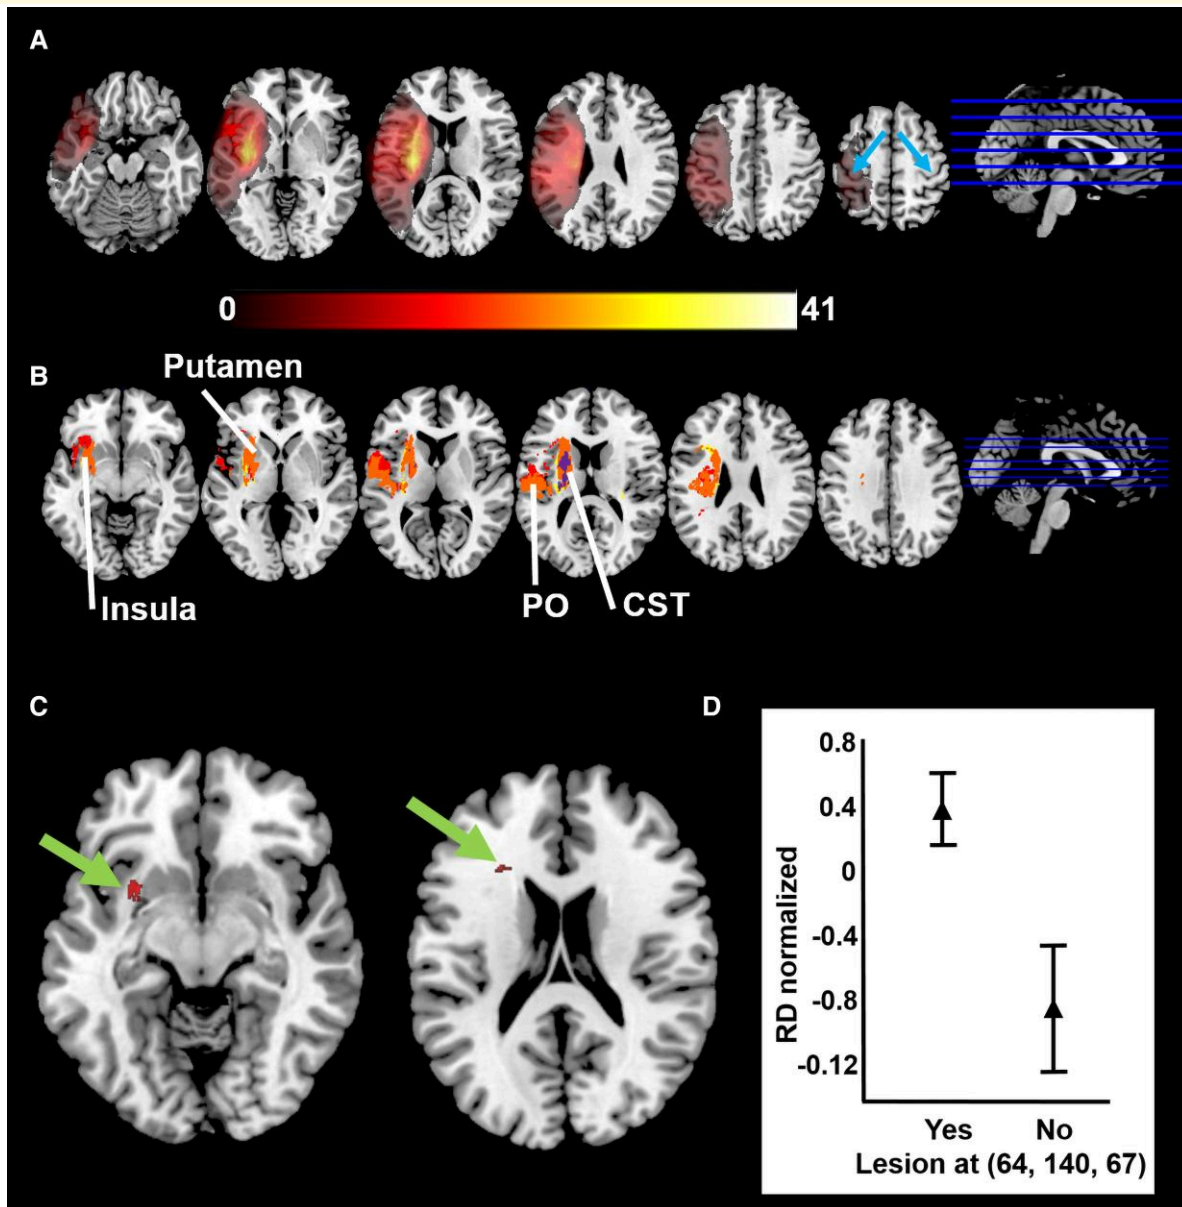 A
0
41
B
Putamen
Insula
PO
CST
C
D
0.8
0.4
0
-0.4
-0.8
-0.12
RD normalized
Yes No
Lesion at (64, 140, 67)